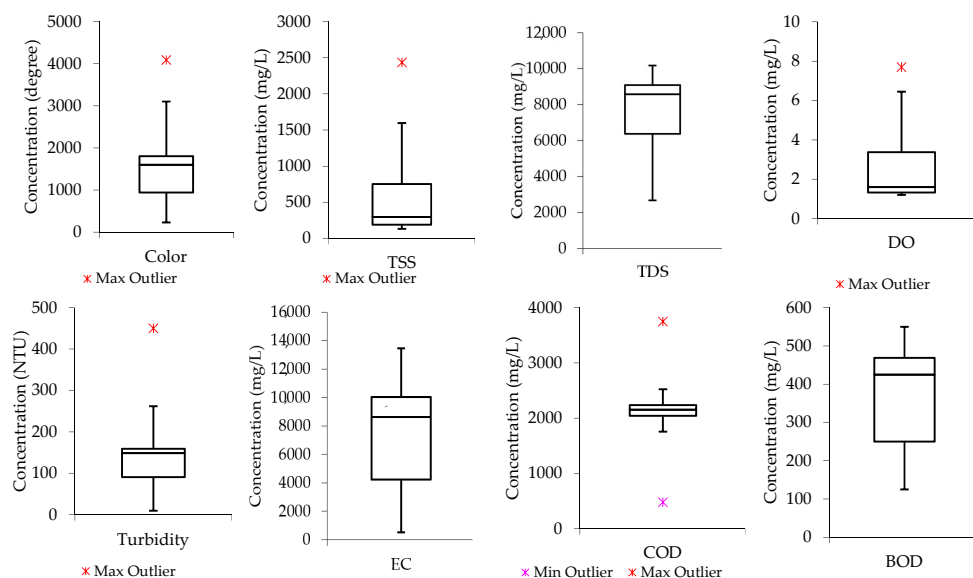 Concentration (degree)
5000
4000
3000
2000
1000
0
Color
Max Outlier
Concentration (mg/L)
3000
2500
2000
1500
1000
500
0
TSS
Max Outlier
Concentration (mg/L)
12000
10000
8000
6000
4000
2000
0
TDS
Concentration (mg/L)
10
8
6
4
2
0
DO
Max Outlier
Concentration (NTU)
500
400
300
200
100
0
Turbidity
Max Outlier
Concentration (mg/L)
16000
14000
12000
10000
8000
6000
4000
2000
0
EC
Concentration (mg/L)
4000
3000
2000
1000
0
COD
Min Outlier Max Outlier
Concentration (mg/L)
600
500
400
300
200
100
0
BOD